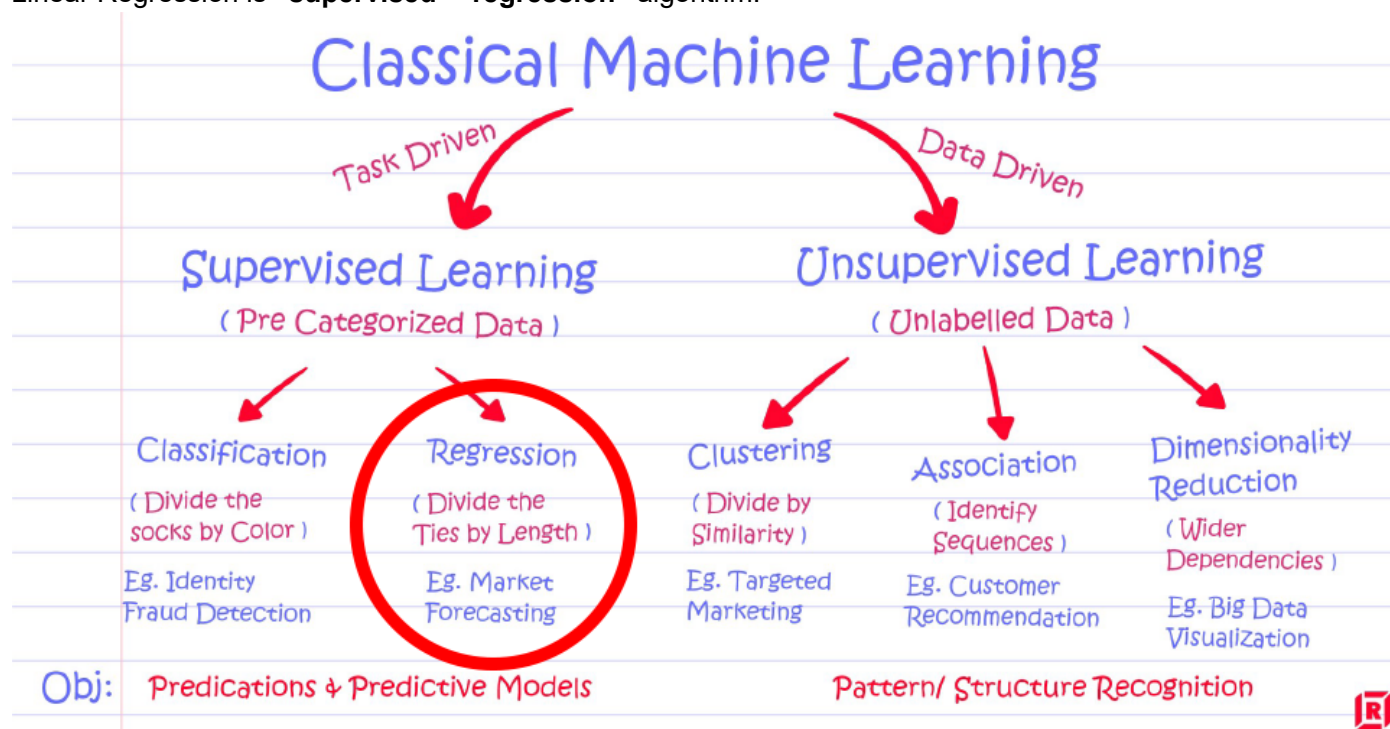 Linear Regression is "supervised" "regression" algorithm.
Classical Machine Learning
Task Driven
Data Driven
Supervised Learning
( Pre Categorized Data )
Unsupervised Learning
( Unlabelled Data )
Classification
( Divide the
socks by Color )
Eg. Identity
Fraud Detection
Regression
( Divide the
Ties by Length )
Eg. Market
Forecasting
Clustering
( Divide by
Similarity )
Eg. Targeted
Marketing
Association
( Identify
Sequences )
Eg. Customer
Recommendation
Dimensionality
Reduction
( Wider
Dependencies )
Eg. Big Data
Visualization
Obj: Predications & Predictive Models
Pattern/ Structure Recognition
R